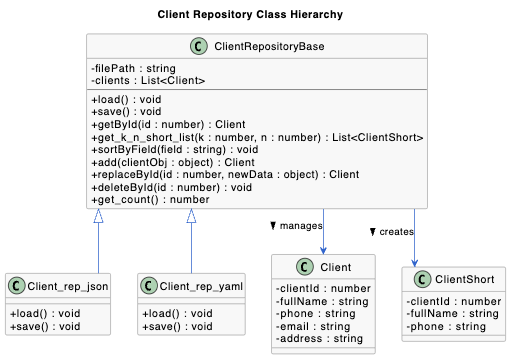 Client Repository Class Hierarchy
C ClientRepositoryBase
-filePath : string
-clients : List<Client>
+load() : void
+save() : void
+getById(id : number) : Client
+get_k_n_short_list(k : number, n : number) : List<ClientShort>
+sortByField(field : string) : void
+add(clientObj : object) : Client
+replaceById(id : number, newData : object) : Client
+deleteById(id : number) : void
+get_count() : number
manages
creates
C Client_rep_json
+load() : void
+save() : void
C Client_rep_yaml
+load() : void
+save() : void
C Client
-clientId : number
-fullName : string
-phone : string
-email : string
-address : string
C ClientShort
-clientId : number
-fullName : string
-phone : string